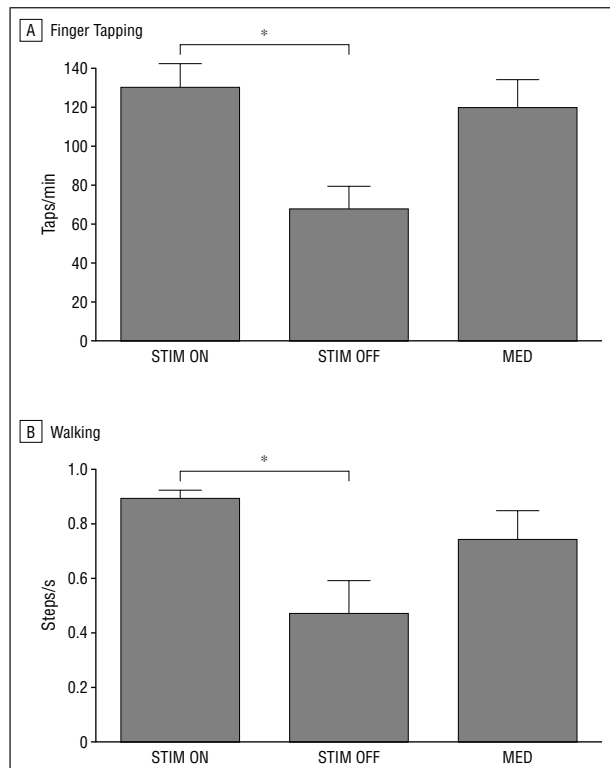 A Finger Tapping
*
140
120
100
80
60
40
20
0
Taps/min
STIM ON STIM OFF MED
B Walking
*
1.0
0.8
0.6
0.4
0.2
0
Steps/s
STIM ON STIM OFF MED